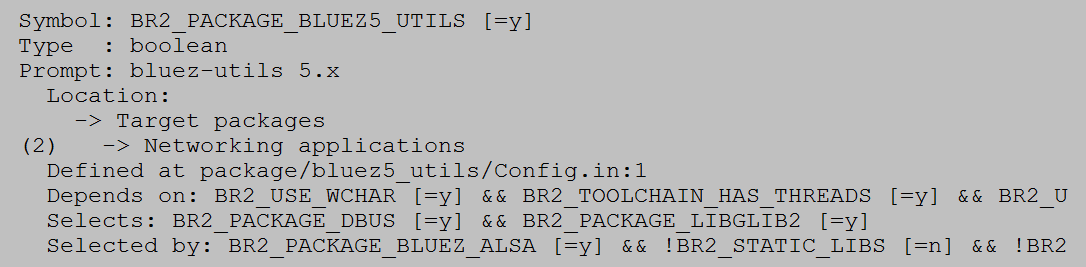 Symbol: BR2_PACKAGE_BLUEZ5_UTILS [=y]
Type  : boolean
Prompt: bluez-utils 5.x
  Location:
    -> Target packages
(2)   -> Networking applications
  Defined at package/bluez5_utils/Config.in:1
  Depends on: BR2_USE_WCHAR [=y] && BR2_TOOLCHAIN_HAS_THREADS [=y] && BR2_U
  Selects: BR2_PACKAGE_DBUS [=y] && BR2_PACKAGE_LIBGLIB2 [=y]
  Selected by: BR2_PACKAGE_BLUEZ_ALSA [=y] && !BR2_STATIC_LIBS [=n] && !BR2